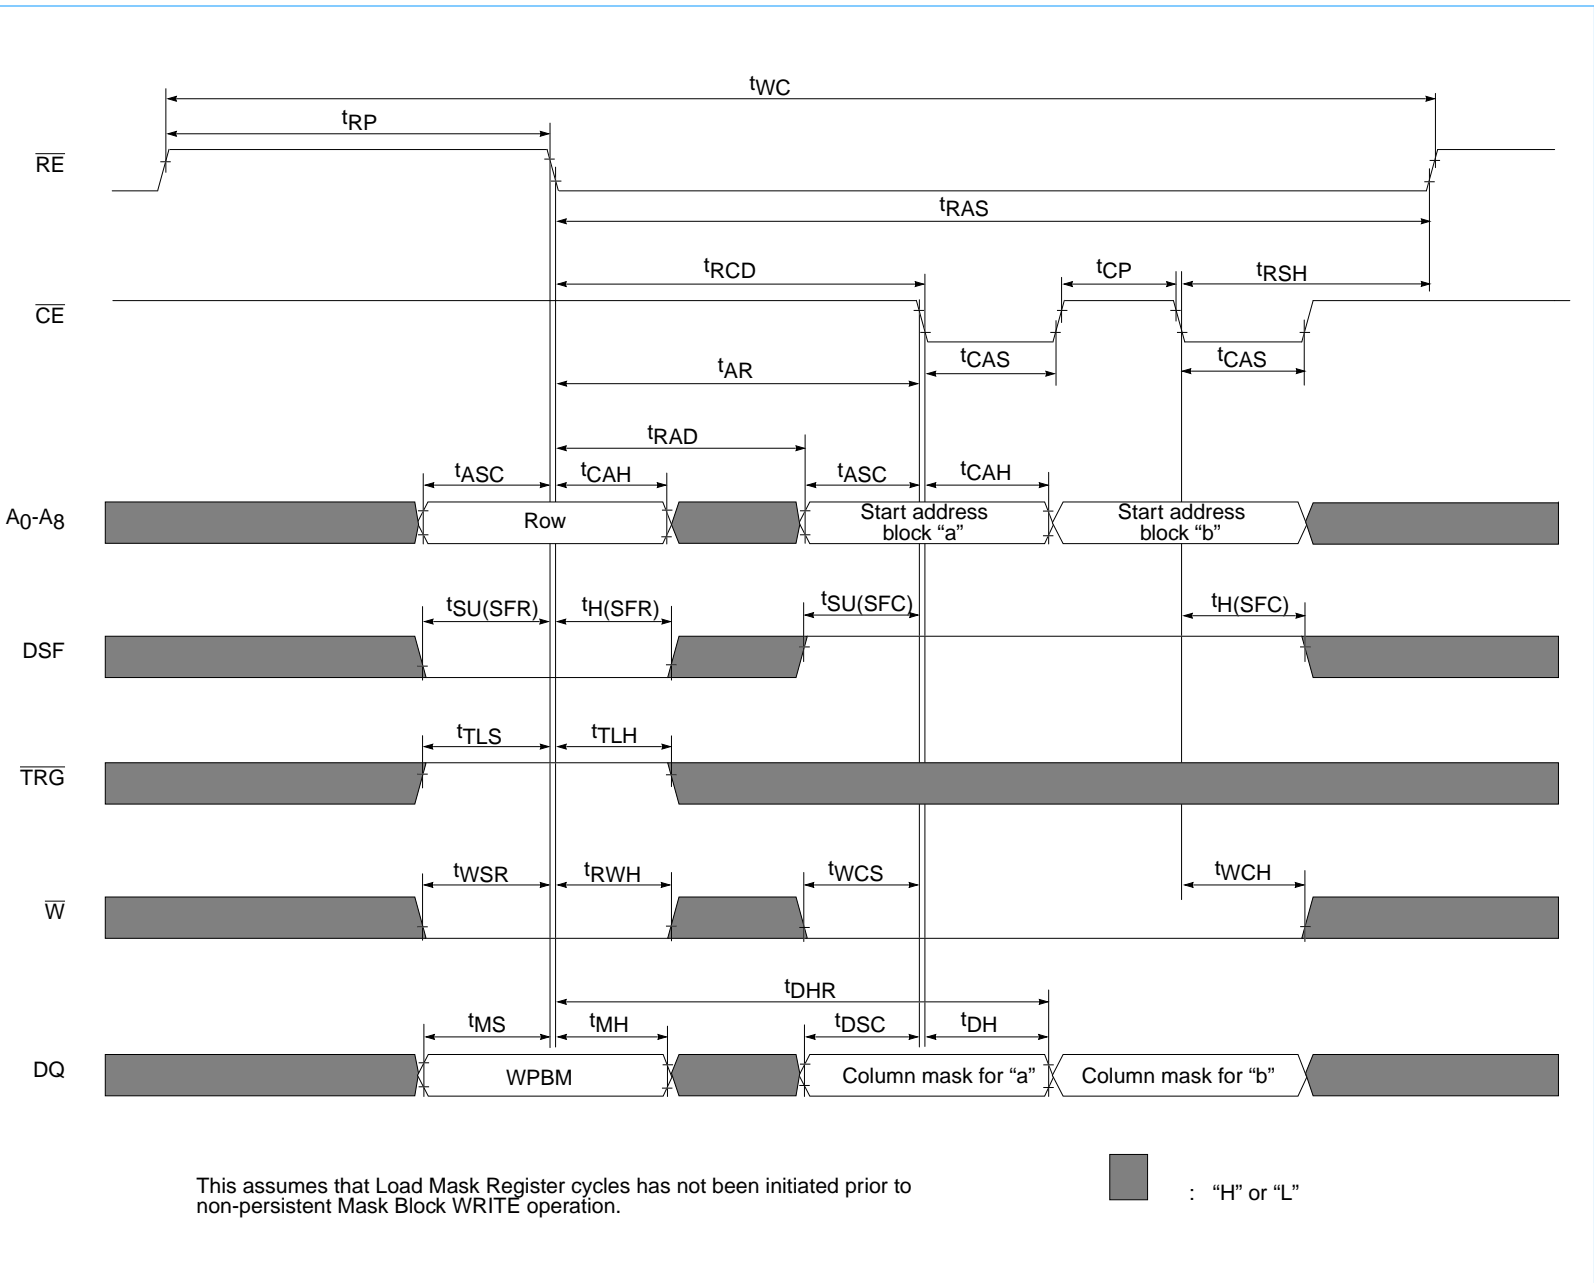 tWC
tRP
RE
tRAS
tRCD
tCP
tRSH
CE
tCAS
tCAS
tAR
tRAD
tASC
tCAH
tASC
tCAH
A0-A8
Row
Start address
block “a”
Start address
block “b”
tSU(SFR)
tH(SFR)
tSU(SFC)
tH(SFC)
DSF
tTLS
tTLH
TRG
tWSR
tRWH
tWCS
tWCH
W
tDHR
tMS
tMH
tDSC
tDH
DQ
WPBM
Column mask for “a”
Column mask for “b”
This assumes that Load Mask Register cycles has not been initiated prior to
non-persistent Mask Block WRITE operation.
: “H” or “L”